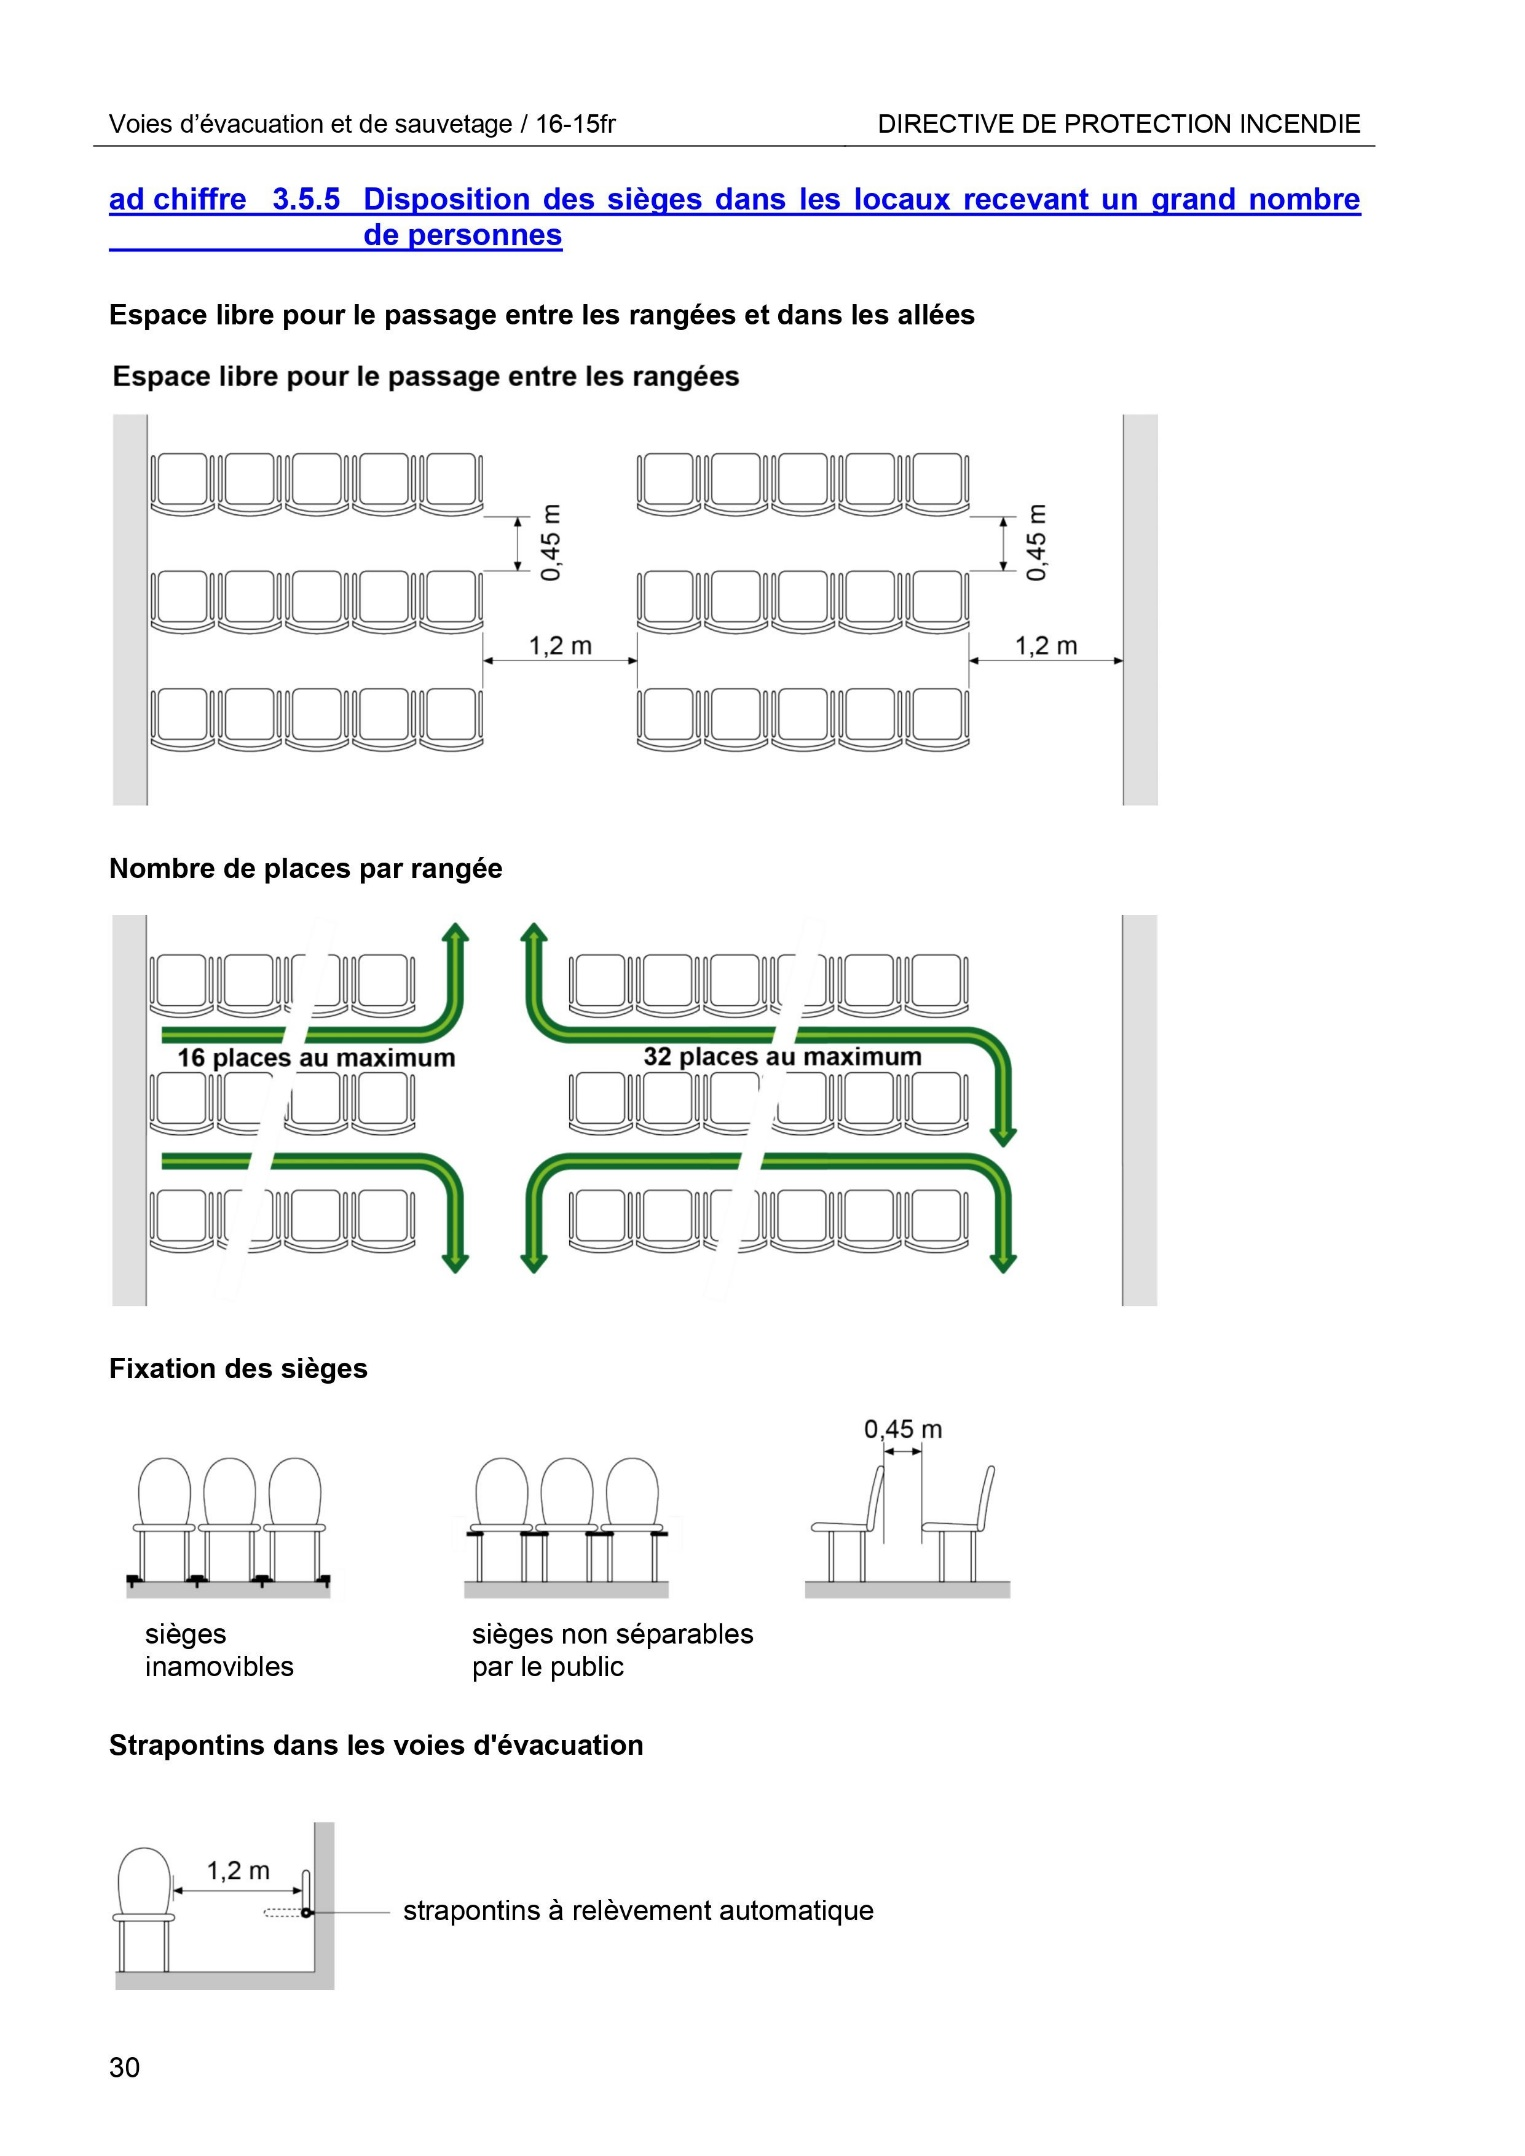 Voies d’évacuation et de sauvetage / 16-15fr DIRECTIVE DE PROTECTION INCENDIE
ad chiffre 3.5.5 Disposition des sièges dans les locaux recevant un grand nombre
de personnes
Espace libre pour le passage entre les rangées et dans les allées
Espace libre pour le passage entre les rangées
0,45 m 0,45 m
1,2 m 1,2 m
Nombre de places par rangée
16 places au maximum 32 places au maximum
Fixation des sièges
0,45 m
sièges sièges non séparables
inamovibles par le public
Strapontins dans les voies d'évacuation
1,2 m
strapontins à relèvement automatique
30